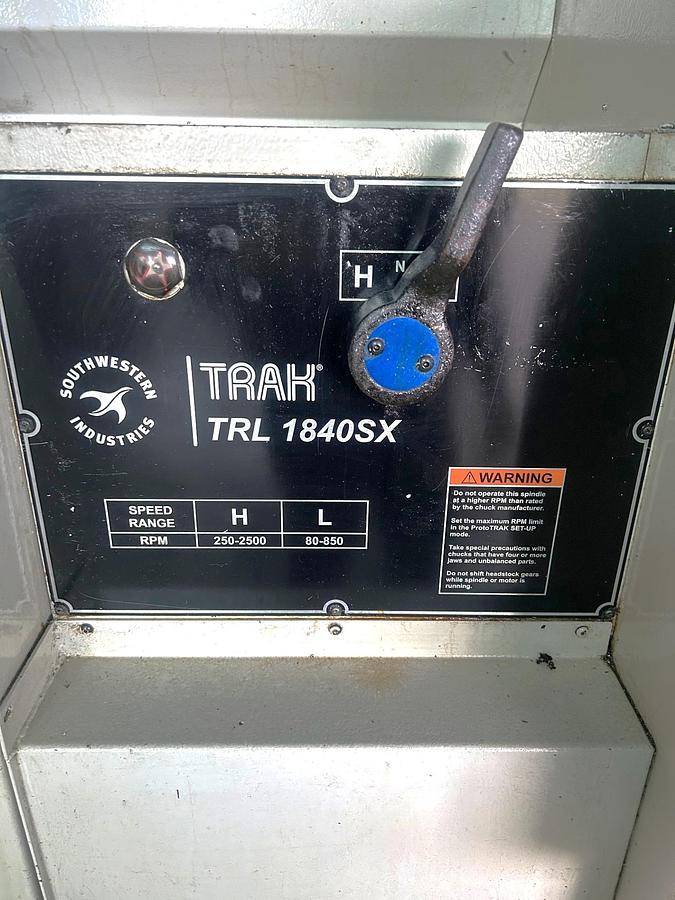 H N
SOUTHWESTERN
INDUSTRIES
TRAK®
TRL 1840SX
SPEED RANGE H L
RPM 250-2500 80-850
WARNING
Do not operate this spindle
at a higher RPM than rated
by the chuck manufacturer.
Set the maximum RPM limit
in the ProtoTRAK SET-UP
mode.
Take special precautions with
chucks that have four or more
jaws and unbalanced parts.
Do not shift headstock gears
while spindle or motor is
running.